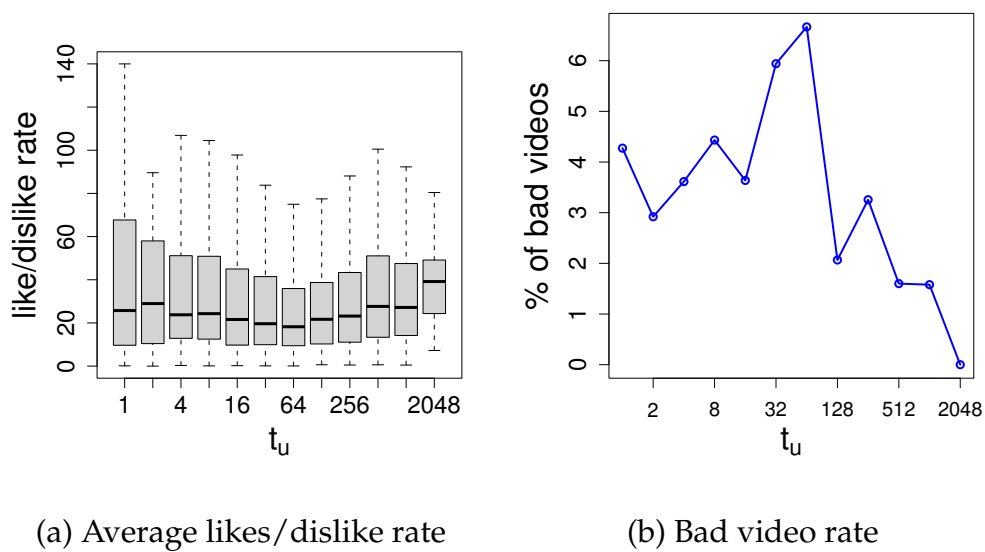 like/dislike rate
140
100
60
20
0
1 4 16 64 256 2048
t_u
% of bad videos
6
5
4
3
2
1
0
2 8 32 128 512 2048
t_u
(a) Average likes/dislike rate
(b) Bad video rate